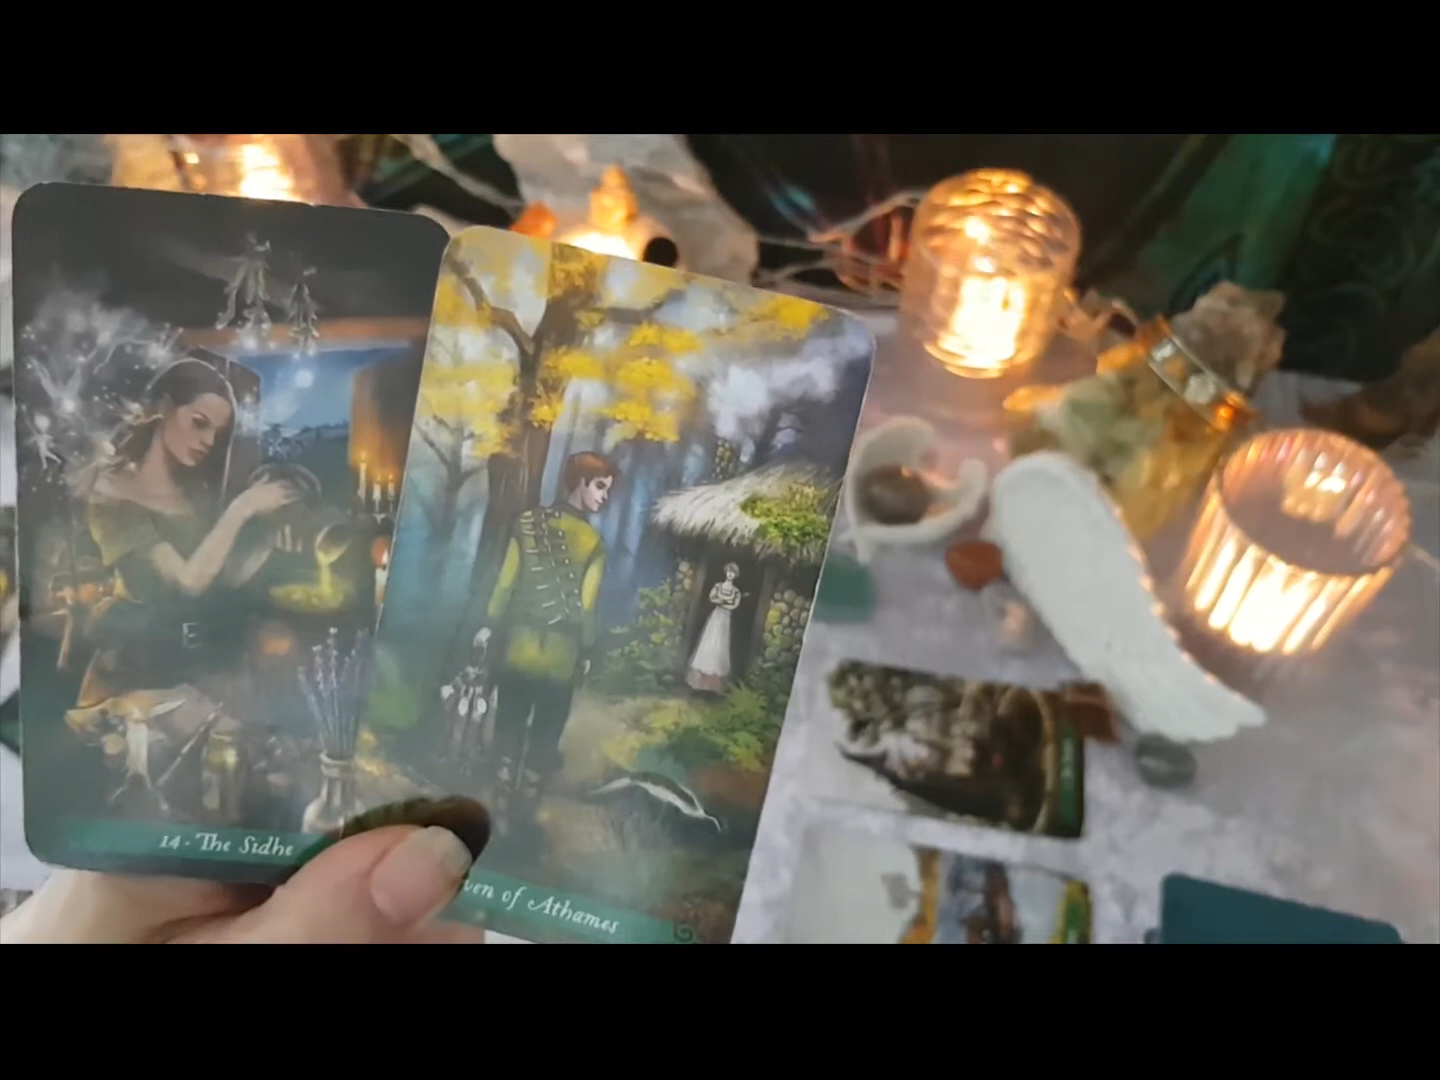 14 · The Sidhe
ven of Athames